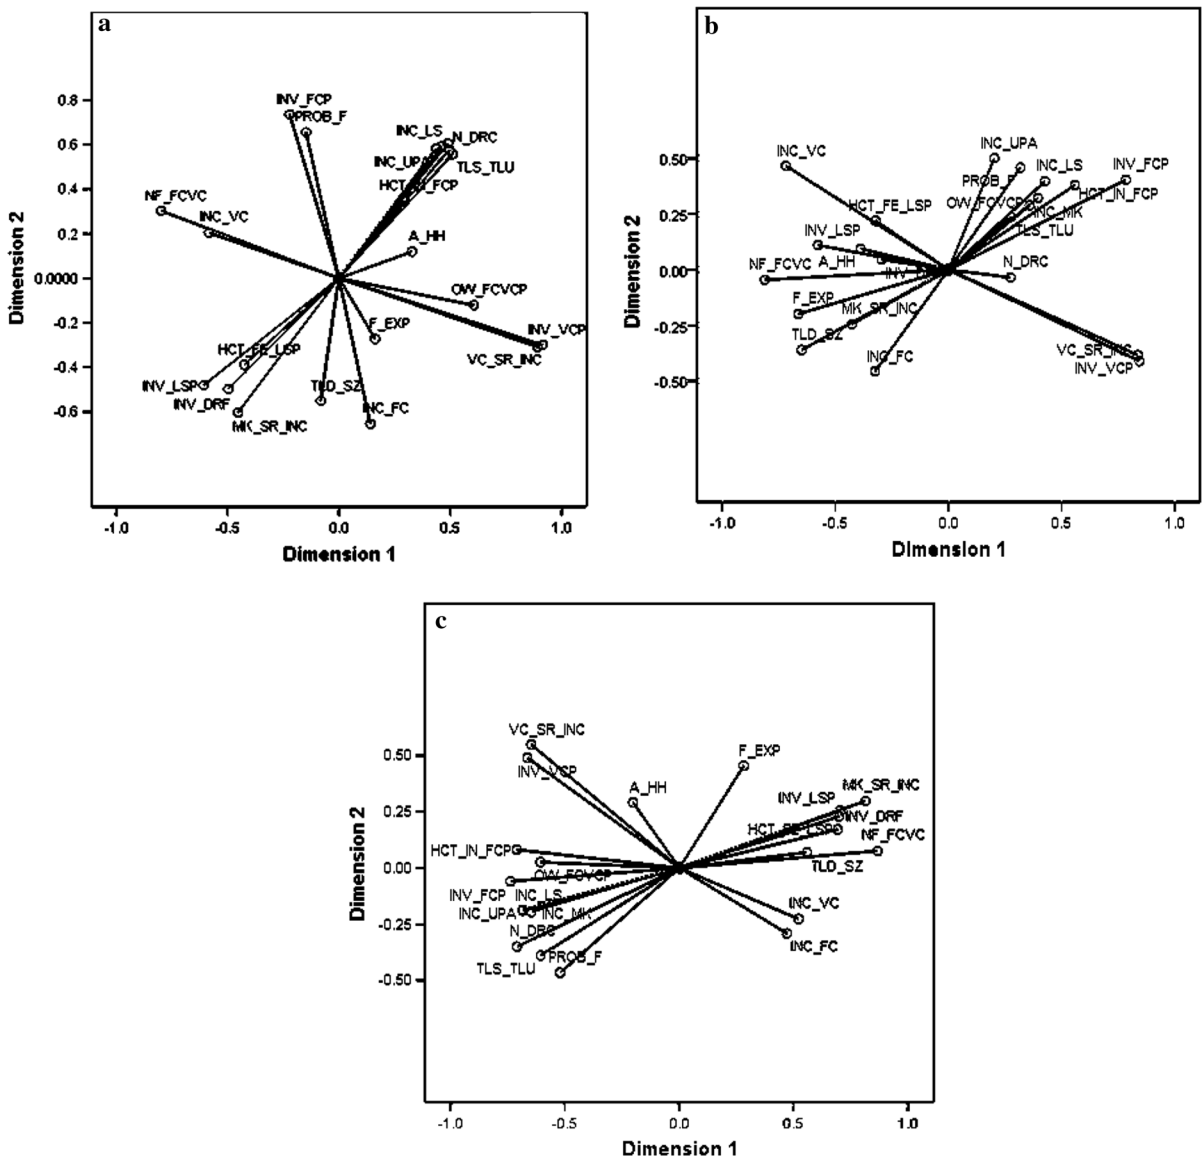 a
INV_FCP
0.8
PROB_F
INC_LS
N_DRC
0.6
INC_UPA
TLS_TLU
0.4
NF_FCVC
INC_VC
0.2
A_HH
0.0000
OW_FCVCP
F_EXP
-0.2
INV_VCP
VC_SR_INC
HCT_FE_LSP
-0.4
INV_LSP
TLD_SZ
INV_DRF
INC_FC
-0.6
MK_SR_INC
Dimension 2
-1.0
-0.5
0.0
0.5
1.0
Dimension 1
b
INC_UPA
INC_VC
0.50
INC_LS
INV_FCP
HCT_IN_FCP
HCT_FE_LSP
OW_FCVCP
INC_MK
0.25
INV_LSP
TLS_TLU
A_HH
N_DRC
NF_FCVC
0.00
F_EXP
MK_SR_INC
-0.25
TLD_SZ
INC_FC
VC_SR_INC
INV_VCP
-0.50
Dimension 2
-1.0
-0.5
0.0
0.5
1.0
Dimension 1
c
VC_SR_INC
0.50
INV_VCP
F_EXP
A_HH
MK_SR_INC
INV_LSP
0.25
INV_DRF
HCT_FE_LSP
NF_FCVC
HCT_IN_FCP
TLD_SZ
0.00
OW_FCVCP
INV_FCP
INC_LS
INC_VC
INC_UPA
INC_MK
-0.25
N_DRC
INC_FC
TLS_TLU
PROB_F
-0.50
Dimension 2
-1.0
-0.5
0.0
0.5
1.0
Dimension 1